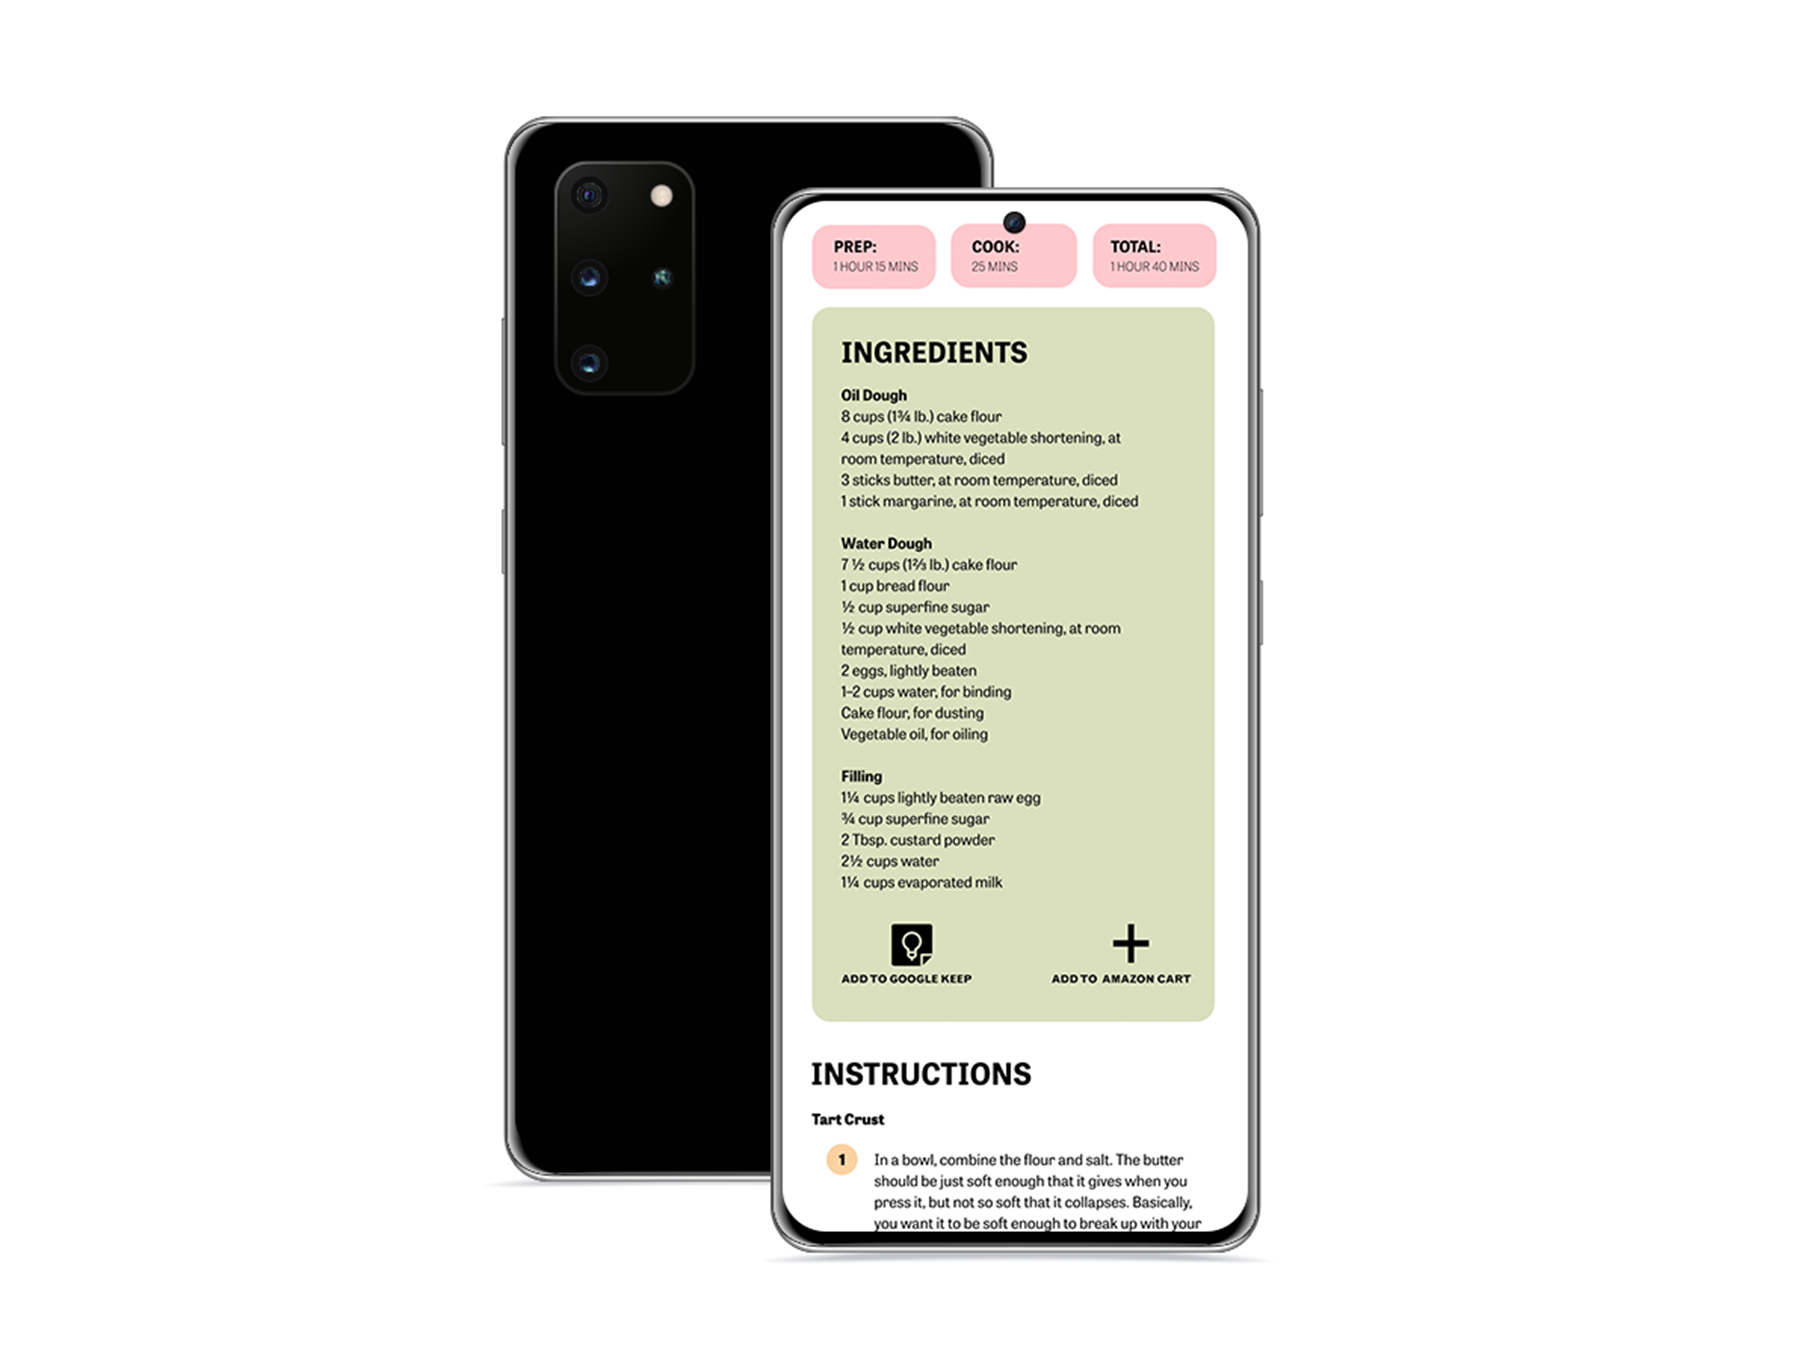 PREP:
1 HOUR 15 MINS
COOK:
25 MINS
TOTAL:
1 HOUR 40 MINS
INGREDIENTS
Oil Dough
8 cups (1¾ lb.) cake flour
4 cups (2 lb.) white vegetable shortening, at
room temperature, diced
3 sticks butter, at room temperature, diced
1 stick margarine, at room temperature, diced
Water Dough
7 ½ cups (1⅔ lb.) cake flour
1 cup bread flour
½ cup superfine sugar
½ cup white vegetable shortening, at room
temperature, diced
2 eggs, lightly beaten
1–2 cups water, for binding
Cake flour, for dusting
Vegetable oil, for oiling
Filling
1¼ cups lightly beaten raw egg
¾ cup superfine sugar
2 Tbsp. custard powder
2½ cups water
1¼ cups evaporated milk
ADD TO GOOGLE KEEP
ADD TO AMAZON CART
INSTRUCTIONS
Tart Crust
1
In a bowl, combine the flour and salt. The butter
should be just soft enough that it gives when you
press it, but not so soft that it collapses. Basically,
you want it to be soft enough to break up with your